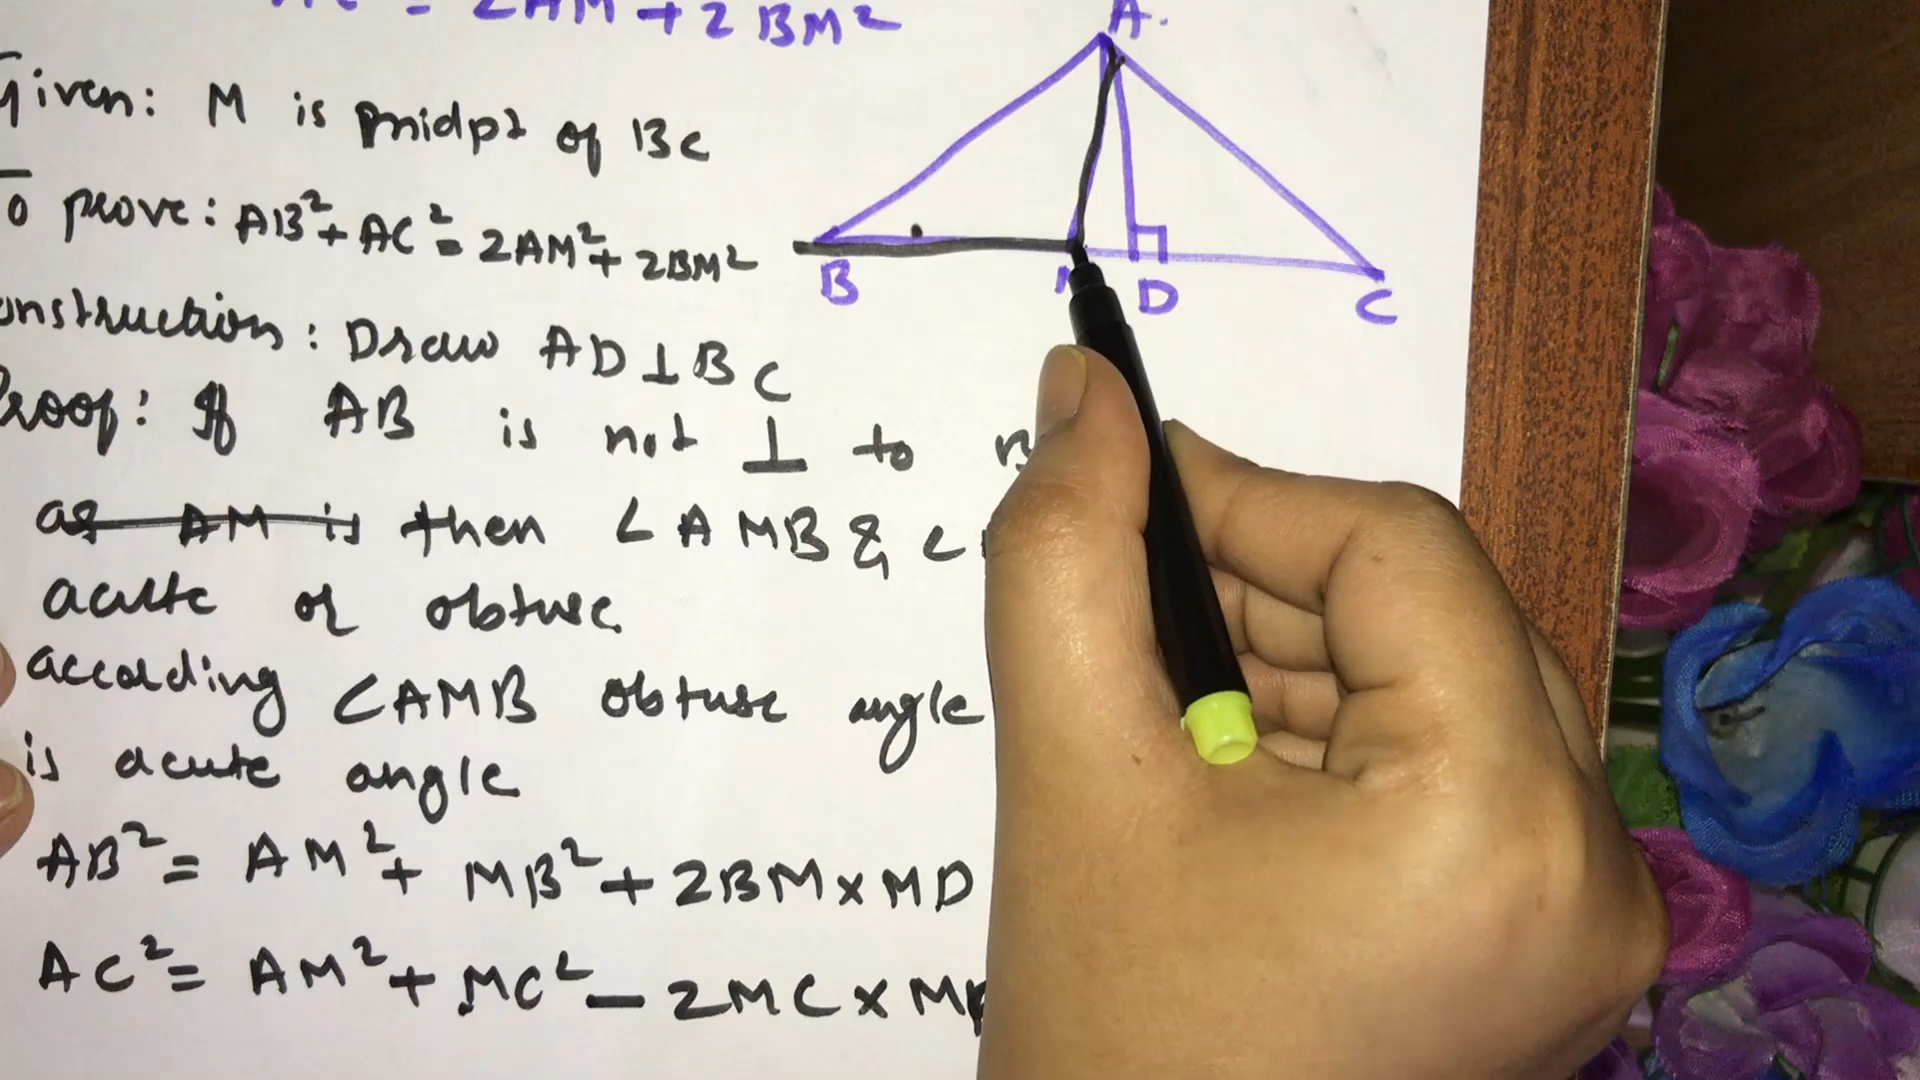 = 2AM + 2BM²
Given: M is midpt of BC
To prove: AB² + AC² = 2AM² + 2BM²
onstruction: Draw AD ⊥ BC
Proof: If AB is not ⊥ to
as AM is then ∠AMB & ∠
acute or obtuse.
according ∠AMB obtuse angle
is acute angle
AB² = AM² + MB² + 2BM × MD
AC² = AM² + MC² - 2MC × M
A.
B
D
C